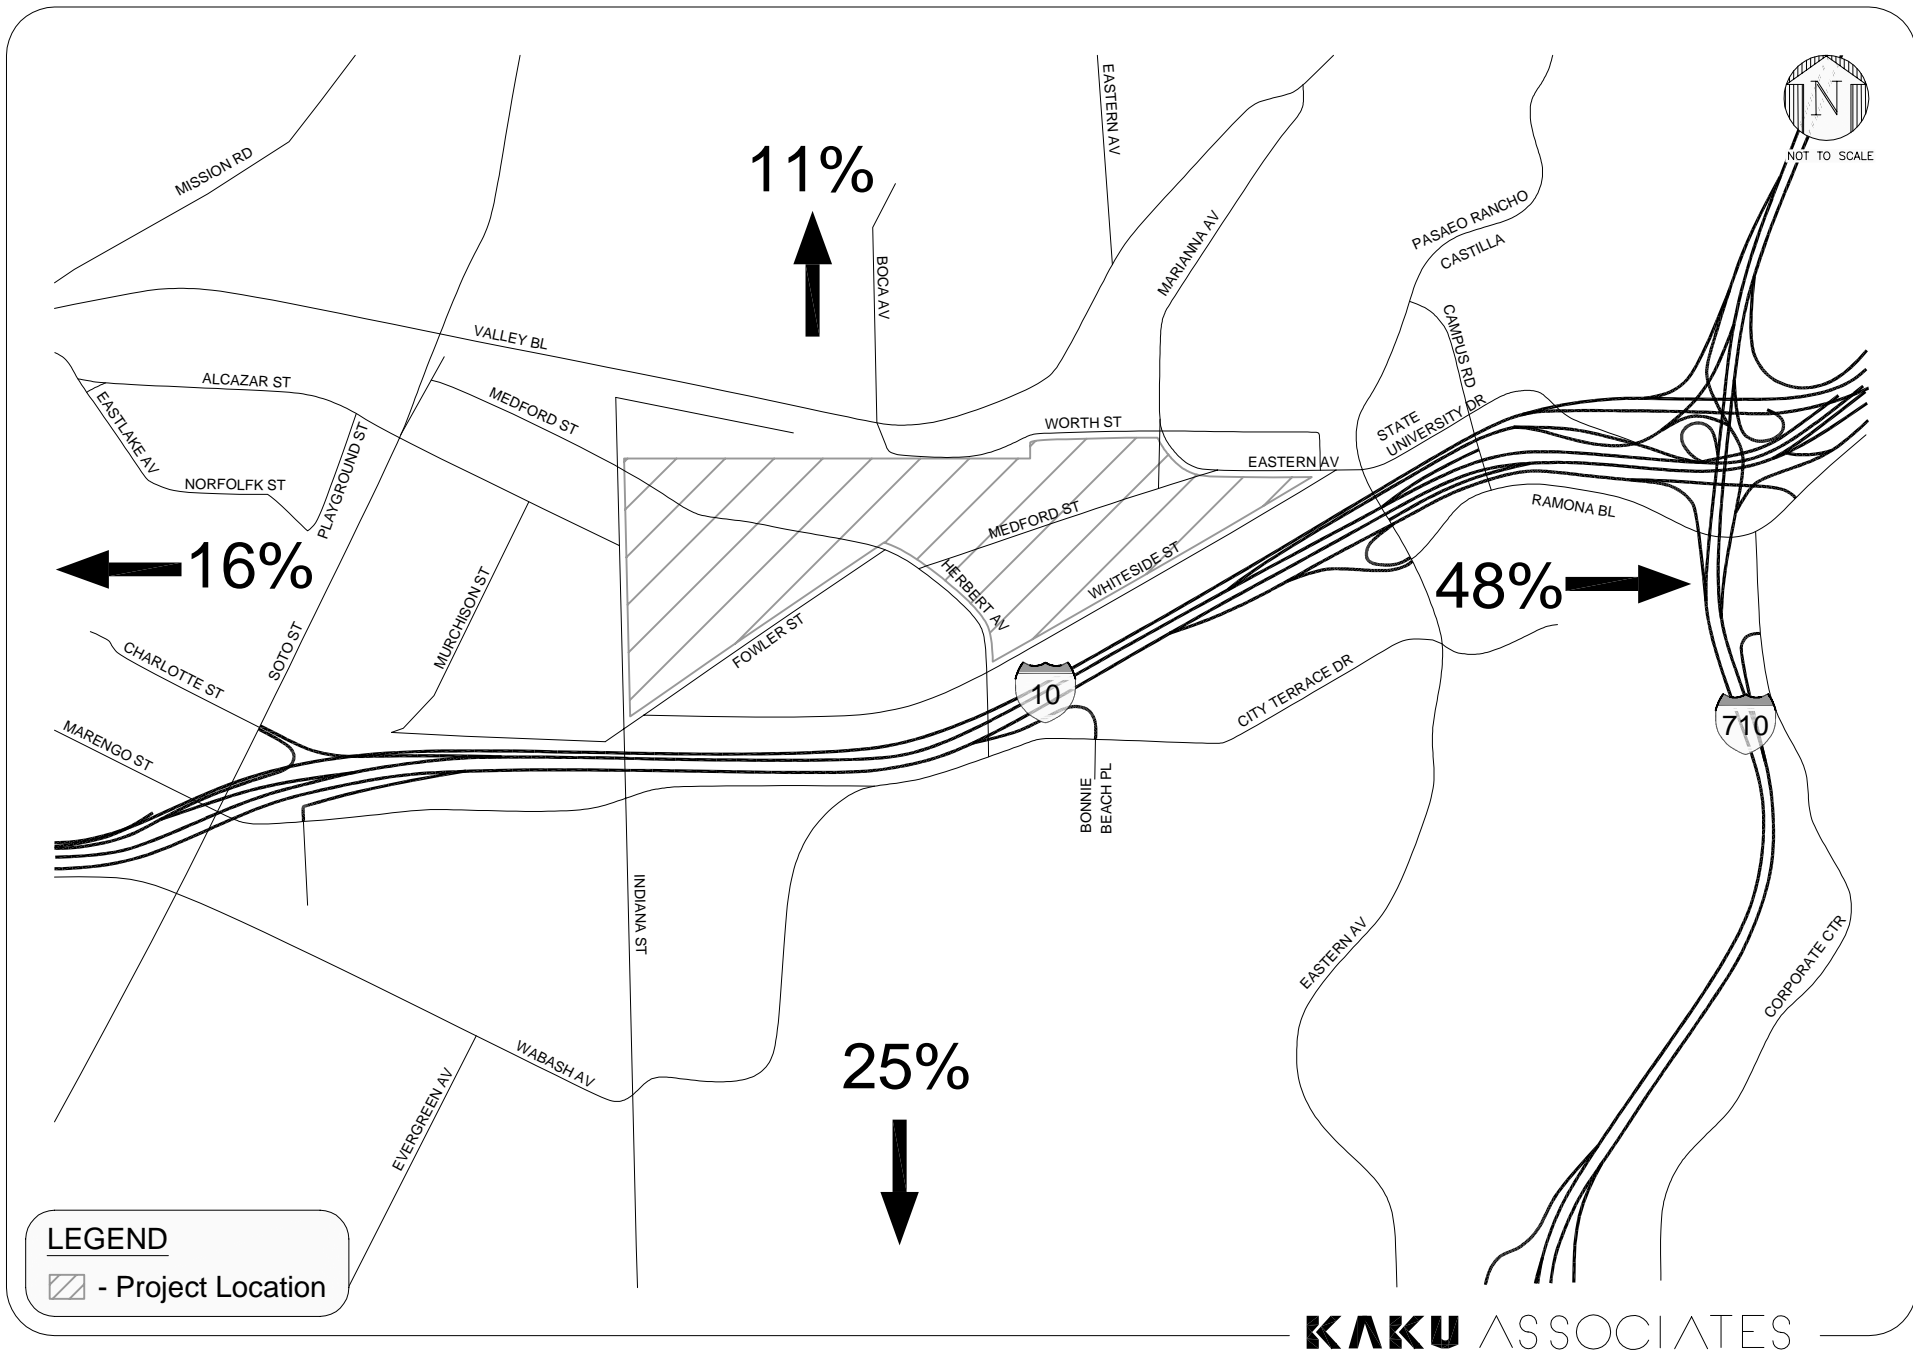 N
NOT TO SCALE
EASTERN AV
MISSION RD
11%
PASAEO RANCHO
CASTILLA
MARIANNA AV
BOCA AV
VALLEY BL
CAMPUS RD
ALCAZAR ST
MEDFORD ST
EASTLAKE AV
WORTH ST
STATE
UNIVERSITY DR
PLAYGROUND ST
EASTERN AV
NORFOLFK ST
MEDFORD ST
RAMONA BL
16%
HERBERT AV
WHITESIDE ST
48%
MURCHISON ST
FOWLER ST
SOTO ST
CHARLOTTE ST
10
CITY TERRACE DR
710
MARENGO ST
BONNIE
BEACH PL
INDIANA ST
EASTERN AV
CORPORATE CTR
25%
WABASH AV
EVERGREEN AV
LEGEND
- Project Location
KAKU ASSOCIATES